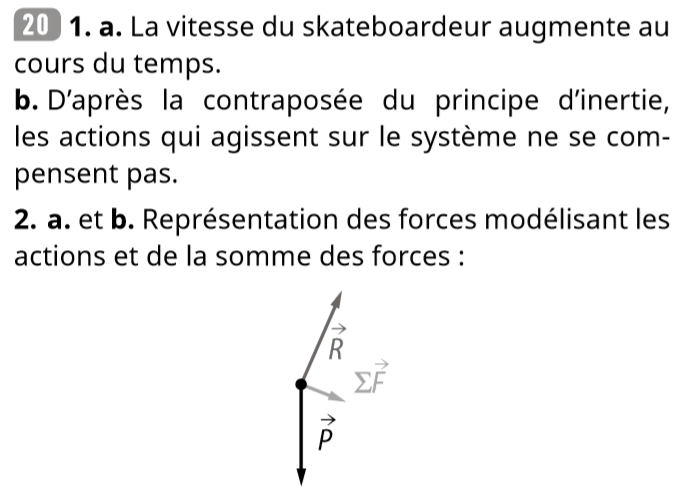 20 1. a. La vitesse du skateboardeur augmente au
cours du temps.
b. D’après la contraposée du principe d’inertie,
les actions qui agissent sur le système ne se com-
pensent pas.
2. a. et b. Représentation des forces modélisant les
actions et de la somme des forces :
R⃗
ΣF⃗
P⃗